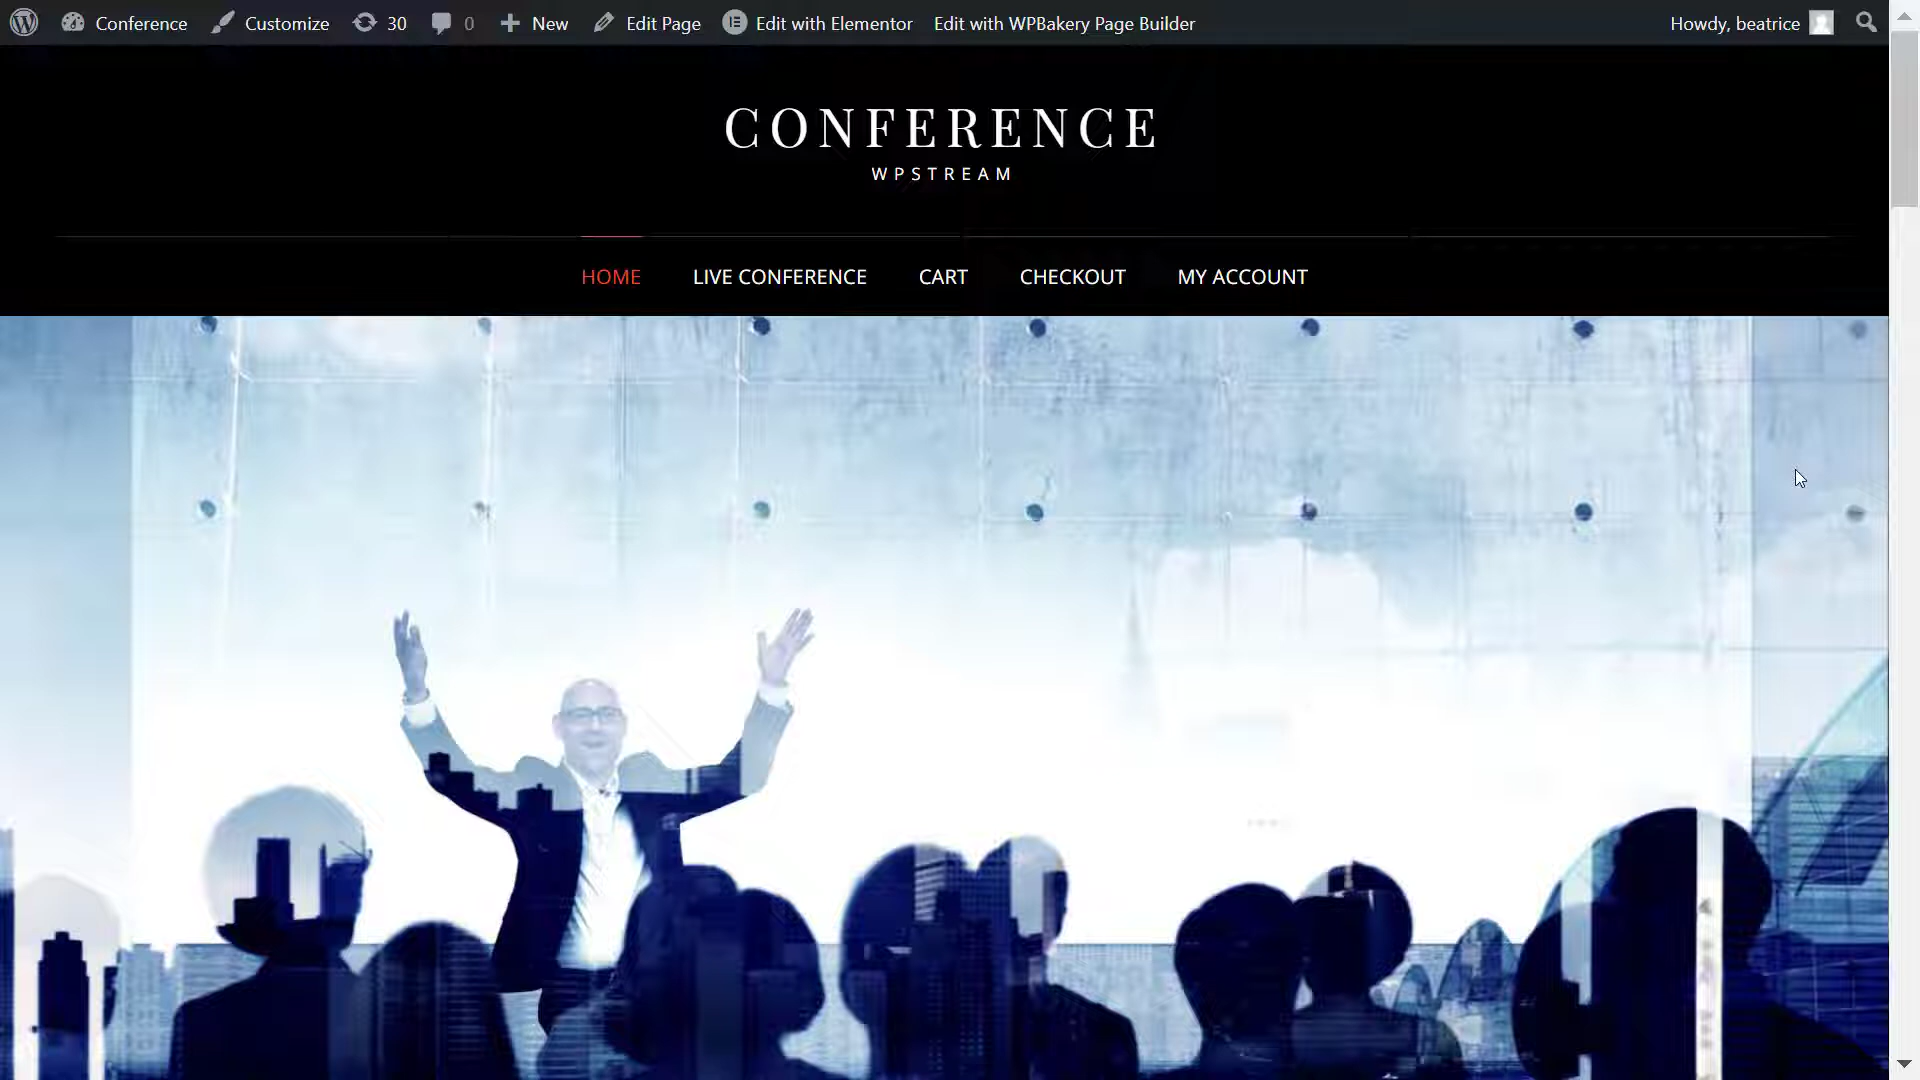 Conference Customize 30 0 New Edit Page Edit with Elementor Edit with WPBakery Page Builder Howdy, beatrice
CONFERENCE
WPSTREAM
HOME LIVE CONFERENCE CART CHECKOUT MY ACCOUNT